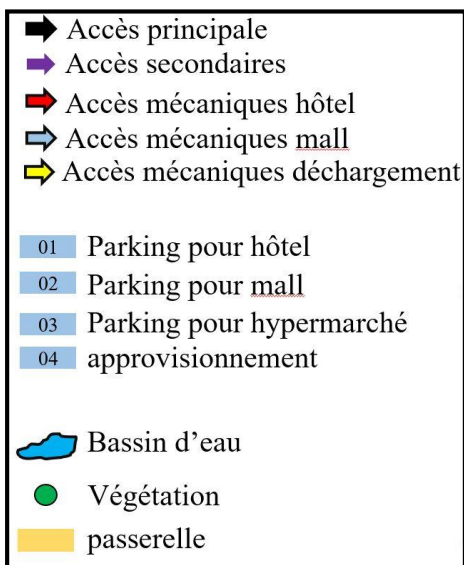 Accès principale
Accès secondaires
Accès mécaniques hôtel
Accès mécaniques mall
Accès mécaniques déchargement
01 Parking pour hôtel
02 Parking pour mall
03 Parking pour hypermarché
04 approvisionnement
Bassin d'eau
Végétation
passerelle